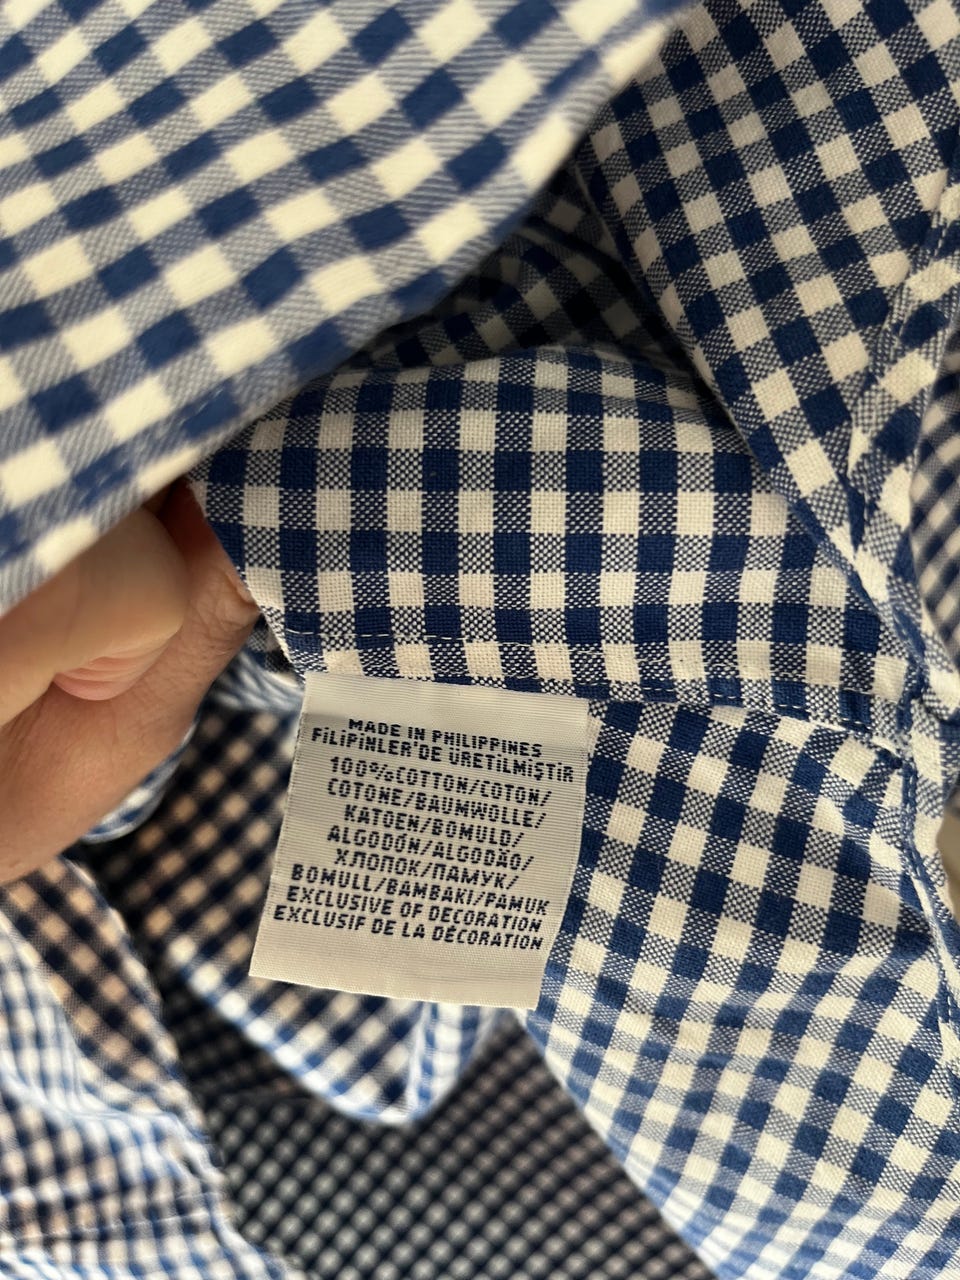 MADE IN PHILIPPINES
FİLİPİNLER'DE ÜRETİLMİŞTİR
100%COTTON/COTON/
COTONE/BAUMWOLLE/
KATOEN/BOMULD/
ALGODÓN/ALGODÃO/
ХЛОПОК/ПАМУК/
BOMULL/BAMBAKI/PAMUK
EXCLUSIVE OF DECORATION
EXCLUSIF DE LA DÉCORATION